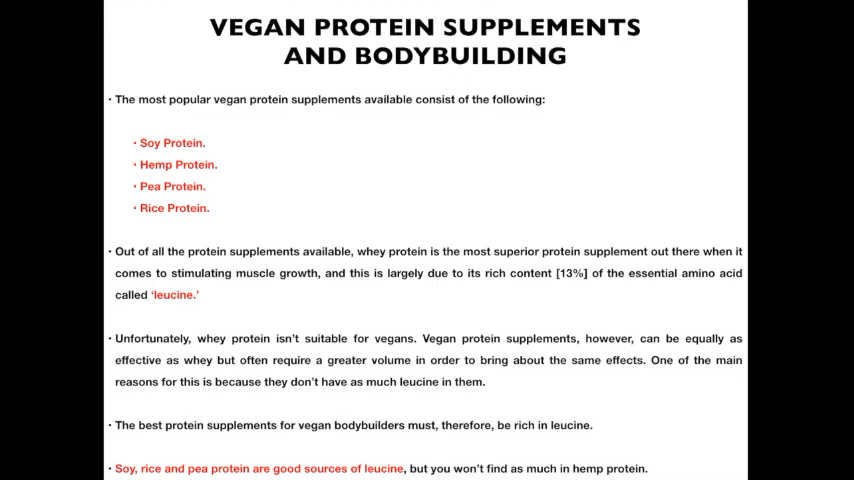 VEGAN PROTEIN SUPPLEMENTS
AND BODYBUILDING
• The most popular vegan protein supplements available consist of the following:
• Soy Protein.
• Hemp Protein.
• Pea Protein.
• Rice Protein.
• Out of all the protein supplements available, whey protein is the most superior protein supplement out there when it
comes to stimulating muscle growth, and this is largely due to its rich content [13%] of the essential amino acid
called ‘leucine.’
• Unfortunately, whey protein isn’t suitable for vegans. Vegan protein supplements, however, can be equally as
effective as whey but often require a greater volume in order to bring about the same effects. One of the main
reasons for this is because they don’t have as much leucine in them.
• The best protein supplements for vegan bodybuilders must, therefore, be rich in leucine.
• Soy, rice and pea protein are good sources of leucine, but you won’t find as much in hemp protein.